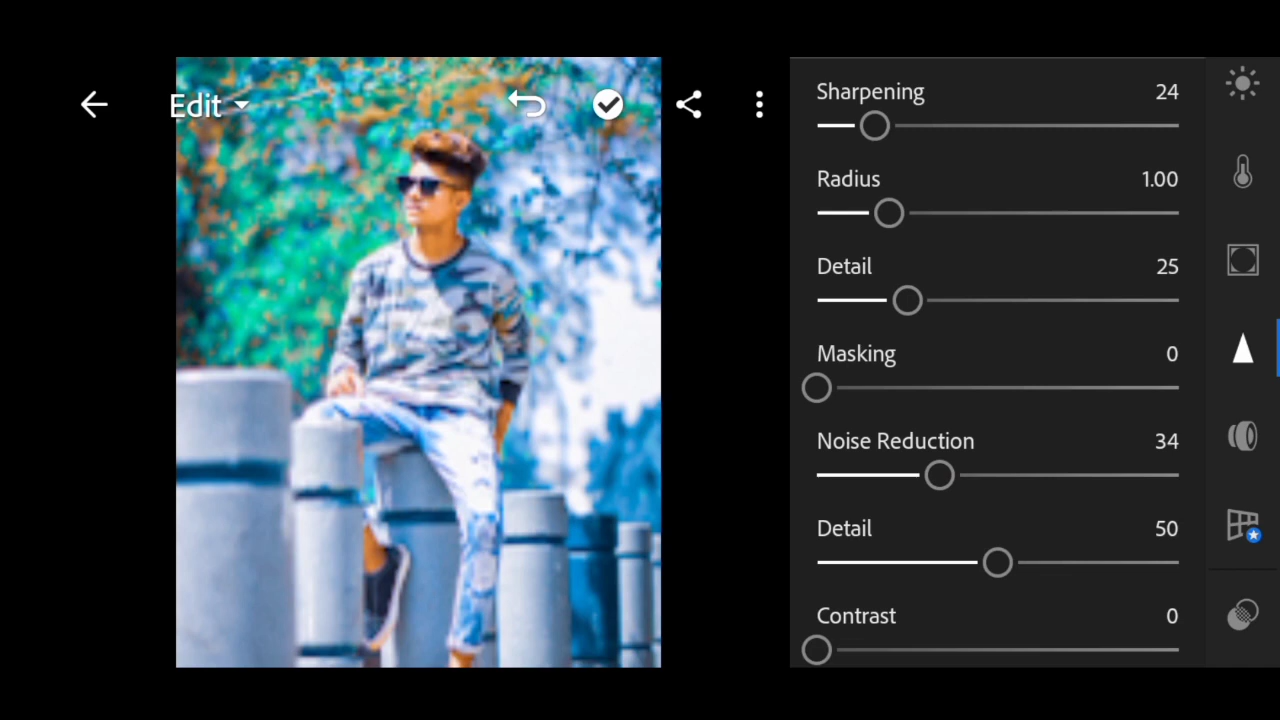 Edit
Sharpening 24
Radius 1.00
Detail 25
Masking 0
Noise Reduction 34
Detail 50
Contrast 0